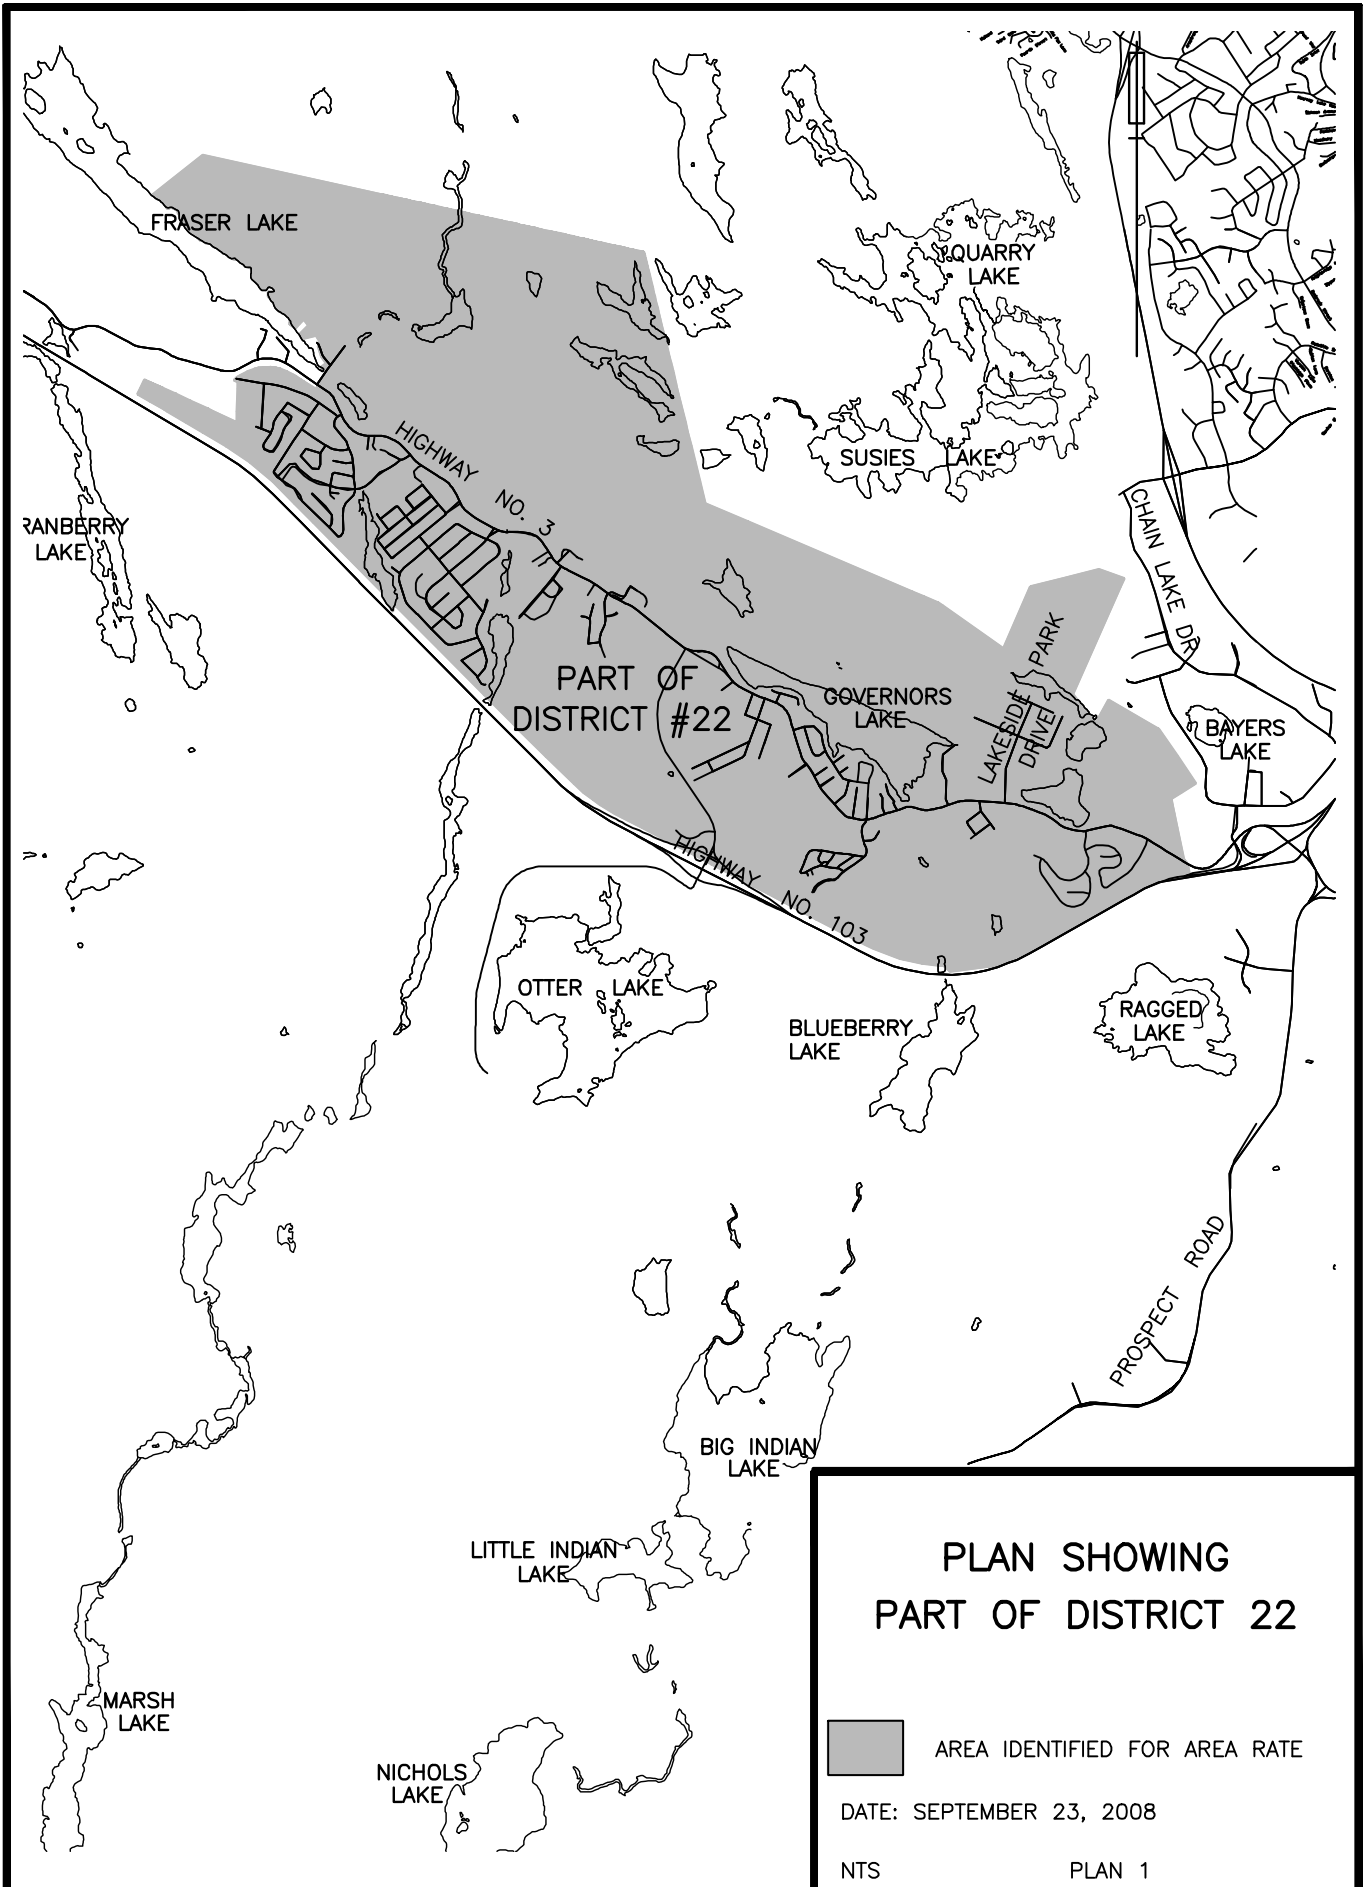 FRASER LAKE
QUARRY
LAKE
HIGHWAY NO. 3
SUSIES LAKE
RANBERRY
LAKE
CHAIN LAKE DR
PART OF
DISTRICT #22
GOVERNORS
LAKE
LAKESIDE PARK
DRIVE
BAYERS
LAKE
HIGHWAY NO. 103
OTTER LAKE
BLUEBERRY
LAKE
RAGGED
LAKE
PROSPECT ROAD
BIG INDIAN
LAKE
LITTLE INDIAN
LAKE
MARSH
LAKE
NICHOLS
LAKE
PLAN SHOWING
PART OF DISTRICT 22
AREA IDENTIFIED FOR AREA RATE
DATE: SEPTEMBER 23, 2008
NTS PLAN 1